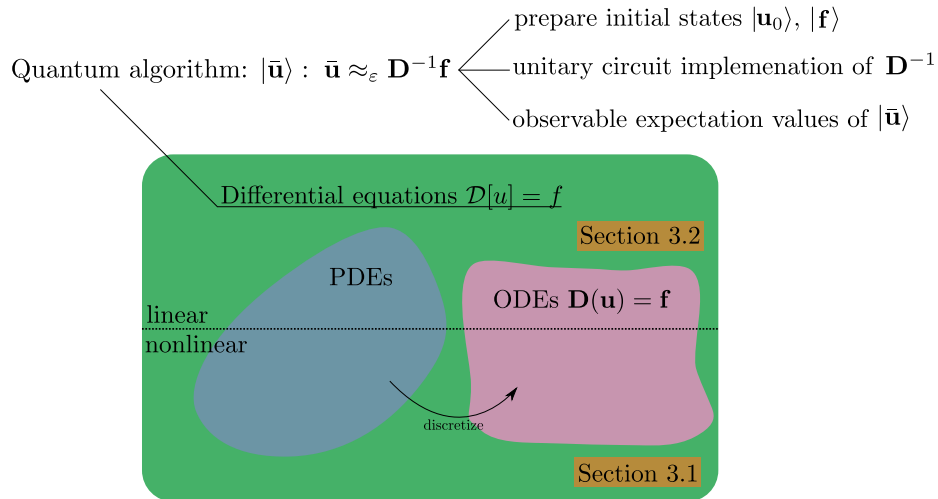 prepare initial states |𝐮₀⟩, |𝐟⟩
Quantum algorithm: |𝐮̄⟩ : 𝐮̄ ≈_ε 𝐃⁻¹𝐟
unitary circuit implemenation of 𝐃⁻¹
observable expectation values of |𝐮̄⟩
Differential equations 𝒟[u] = f
Section 3.2
PDEs
ODEs 𝐃(𝐮) = 𝐟
linear
nonlinear
discretize
Section 3.1